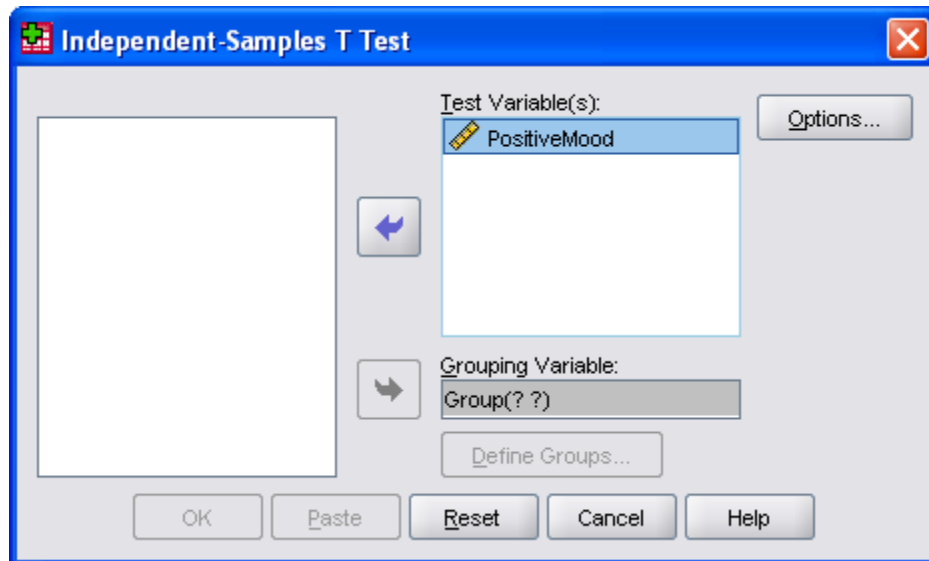 Independent-Samples T Test
Test Variable(s):
PositiveMood
Options...
Grouping Variable:
Group(? ?)
Define Groups...
OK Paste Reset Cancel Help